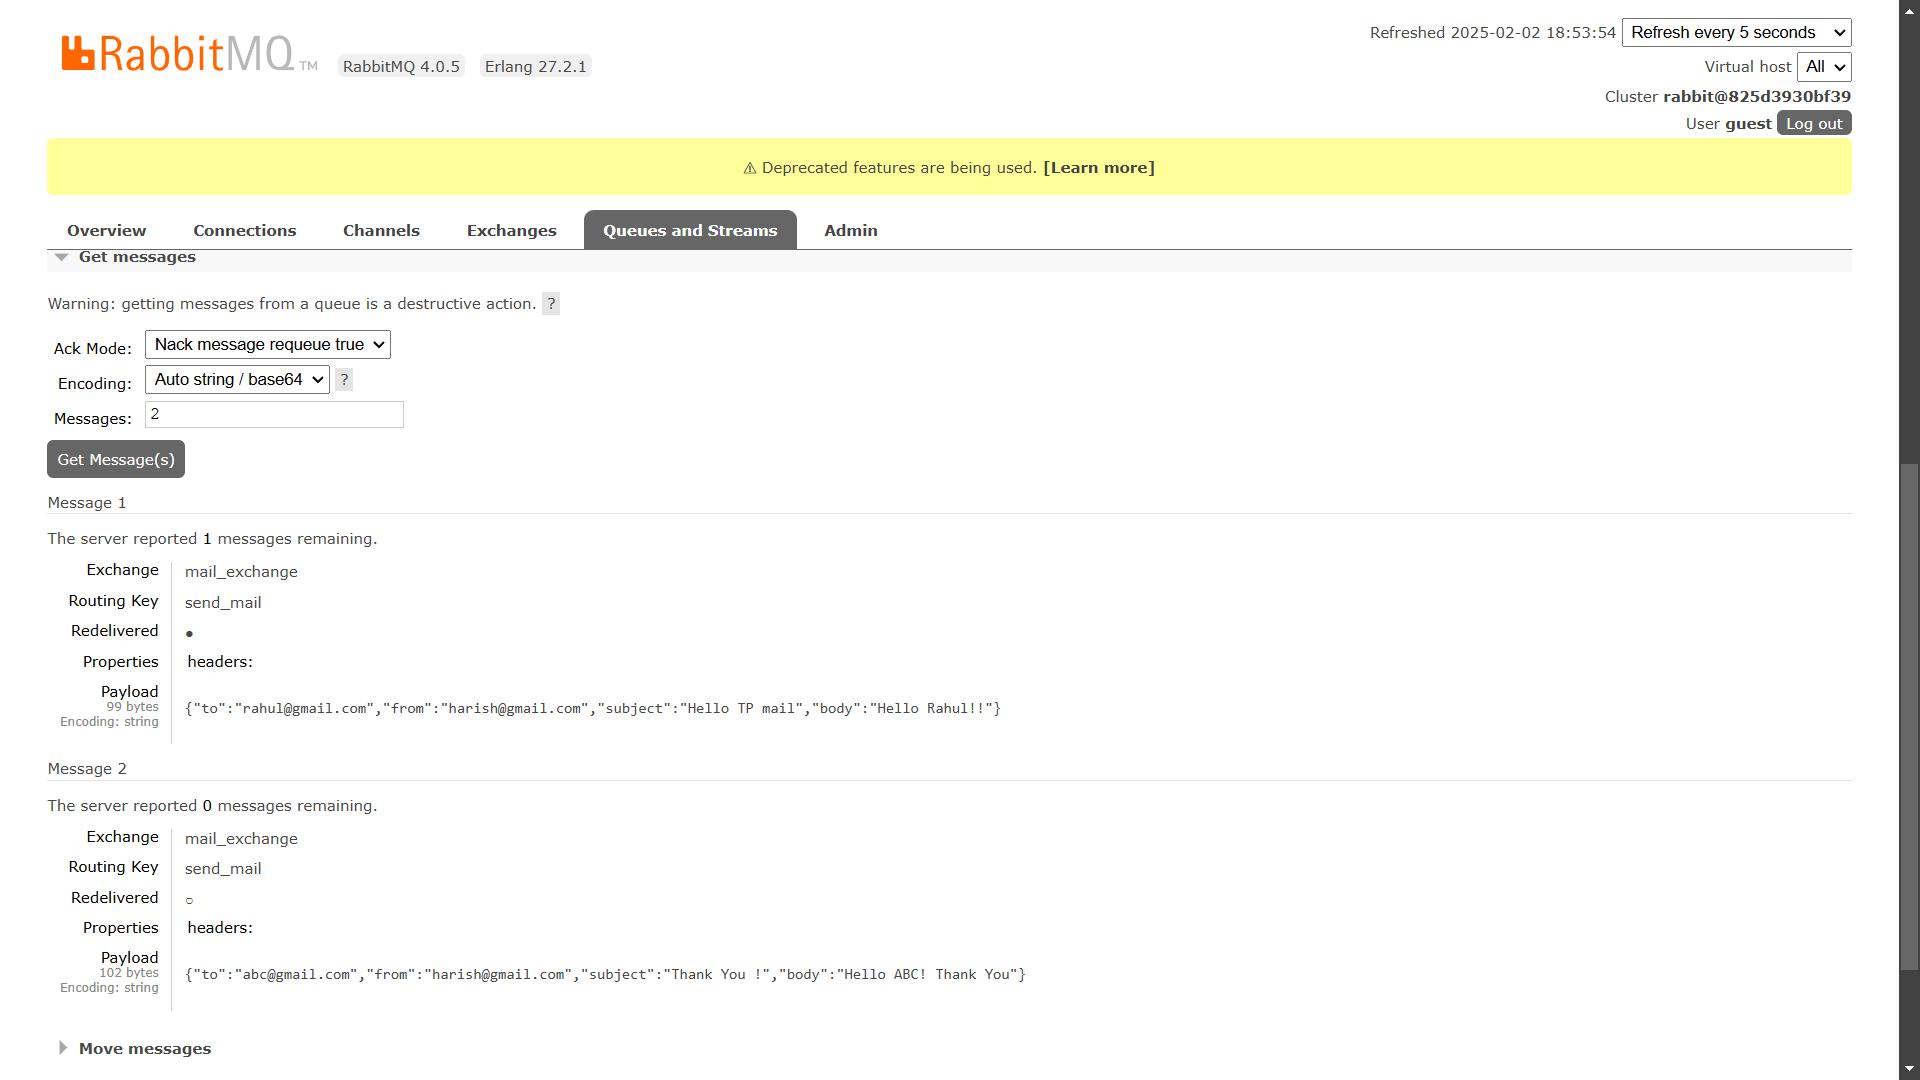 RabbitMQ TM RabbitMQ 4.0.5 Erlang 27.2.1
Refreshed 2025-02-02 18:53:54 Refresh every 5 seconds
Virtual host All
Cluster rabbit@825d3930bf39
User guest Log out
⚠ Deprecated features are being used. [Learn more]
Overview Connections Channels Exchanges Queues and Streams Admin
Get messages
Warning: getting messages from a queue is a destructive action. ?
Ack Mode: Nack message requeue true
Encoding: Auto string / base64 ?
Messages: 2
Get Message(s)
Message 1
The server reported 1 messages remaining.
Exchange mail_exchange
Routing Key send_mail
Redelivered ●
Properties headers:
Payload
99 bytes
Encoding: string
{"to":"rahul@gmail.com","from":"harish@gmail.com","subject":"Hello TP mail","body":"Hello Rahul!!"}
Message 2
The server reported 0 messages remaining.
Exchange mail_exchange
Routing Key send_mail
Redelivered ○
Properties headers:
Payload
102 bytes
Encoding: string
{"to":"abc@gmail.com","from":"harish@gmail.com","subject":"Thank You !","body":"Hello ABC! Thank You"}
Move messages